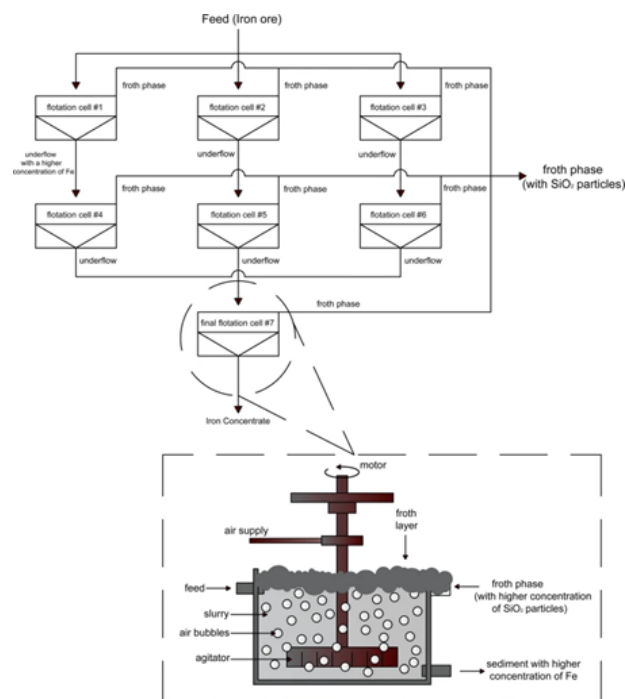 Feed (Iron ore)
froth phase
froth phase
froth phase
flotation cell #1
flotation cell #2
flotation cell #3
underflow
with a higher
concentration of Fe
underflow
underflow
froth phase
(with SiO₂ particles)
froth phase
froth phase
froth phase
flotation cell #4
flotation cell #5
flotation cell #6
underflow
underflow
underflow
froth phase
final flotation cell #7
Iron Concentrate
motor
froth
layer
air supply
feed
froth phase
(with higher concentration
of SiO₂ particles)
slurry
air bubbles
agitator
sediment with higher
concentration of Fe